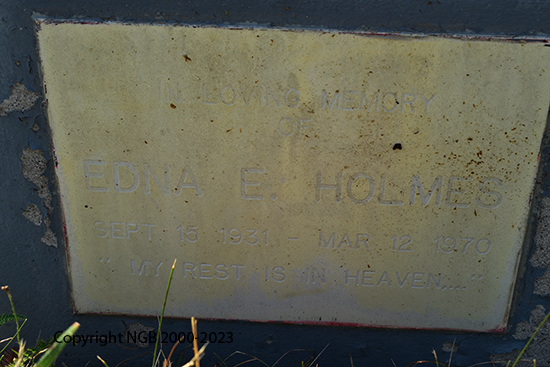 IN LOVING MEMORY
OF
EDNA E. HOLMES
SEPT. 15 1931 - MAR. 12 1970
" MY REST IS IN HEAVEN... "
Copyright NGB 2000-2023